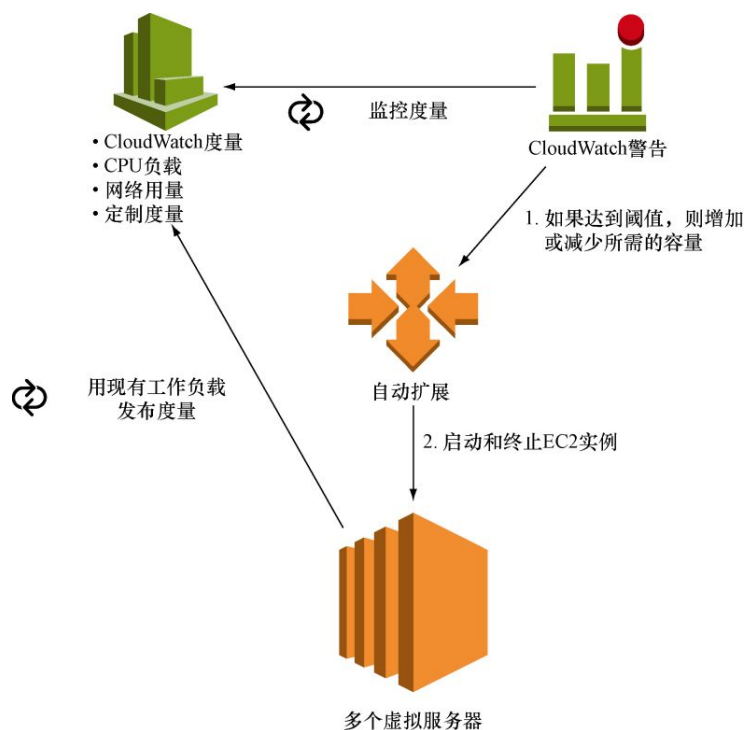 监控度量
CloudWatch警告
• CloudWatch度量
• CPU负载
• 网络用量
• 定制度量
1. 如果达到阈值，则增加
或减少所需的容量
自动扩展
用现有工作负载
发布度量
2. 启动和终止EC2实例
多个虚拟服务器